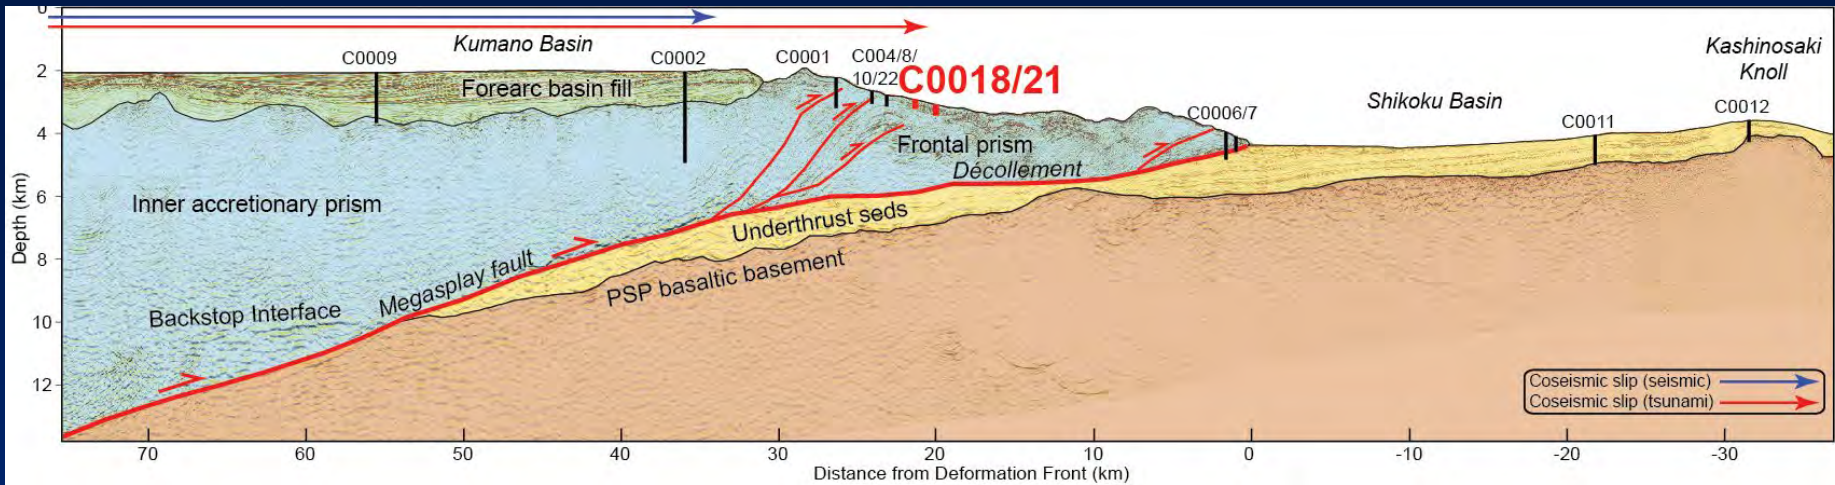 0
2
4
6
8
10
12
Depth (km)
Kumano Basin
C0009
C0002
C0001
C004/8/
10/22
C0018/21
Kashinosaki
Knoll
Shikoku Basin
C0006/7
C0011
C0012
Forearc basin fill
Frontal prism
Décollement
Inner accretionary prism
Underthrust seds
Megasplay fault
PSP basaltic basement
Backstop Interface
Coseismic slip (seismic)
Coseismic slip (tsunami)
70
60
50
40
30
20
10
0
-10
-20
-30
Distance from Deformation Front (km)